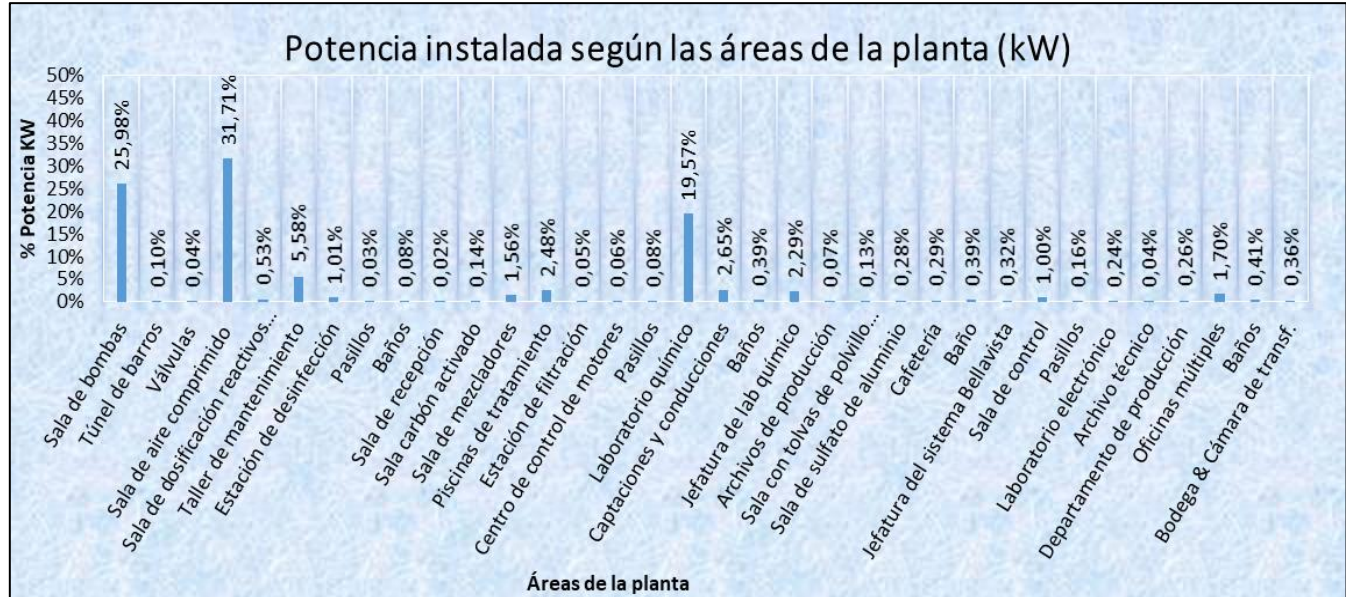 Potencia instalada según las áreas de la planta (kW)
% Potencia KW
50%
45%
40%
35%
30%
25%
20%
15%
10%
5%
0%
25,98%
0,10%
0,04%
31,71%
0,53%
5,58%
1,01%
0,03%
0,08%
0,02%
0,14%
1,56%
2,48%
0,05%
0,06%
0,08%
19,57%
2,65%
0,39%
2,29%
0,07%
0,13%
0,28%
0,29%
0,39%
0,32%
1,00%
0,16%
0,24%
0,04%
0,26%
1,70%
0,41%
0,36%
Sala de bombas
Túnel de barros
Válvulas
Sala de aire comprimido
Sala de dosificación reactivos...
Taller de mantenimiento
Estación de desinfección
Pasillos
Baños
Sala de recepción
Sala carbón activado
Sala de mezcladores
Piscinas de tratamiento
Estación de filtración
Centro de control de motores
Pasillos
Laboratorio químico
Captaciones y conducciones
Baños
Jefatura de lab químico
Archivos de producción
Sala con tolvas de polvillo...
Sala de sulfato de aluminio
Cafetería
Baño
Jefatura del sistema Bellavista
Sala de control
Pasillos
Laboratorio electrónico
Archivo técnico
Departamento de producción
Oficinas múltiples
Baños
Bodega & Cámara de transf.
Áreas de la planta